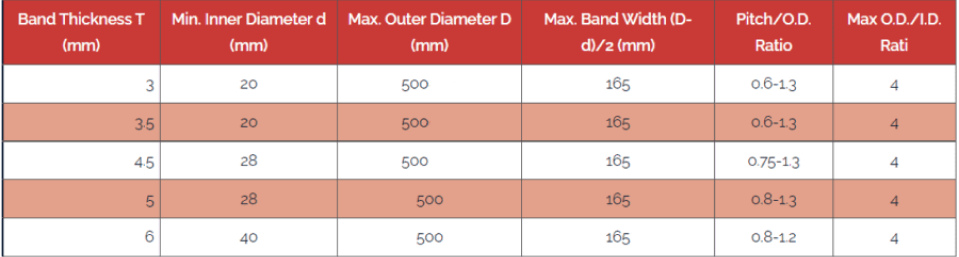 Band Thickness T (mm) Min. Inner Diameter d (mm) Max. Outer Diameter D (mm) Max. Band Width (D-d)/2 (mm) Pitch/O.D. Ratio Max O.D./I.D. Rati
3 20 500 165 0.6-1.3 4
3.5 20 500 165 0.6-1.3 4
4.5 28 500 165 0.75-1.3 4
5 28 500 165 0.8-1.3 4
6 40 500 165 0.8-1.2 4